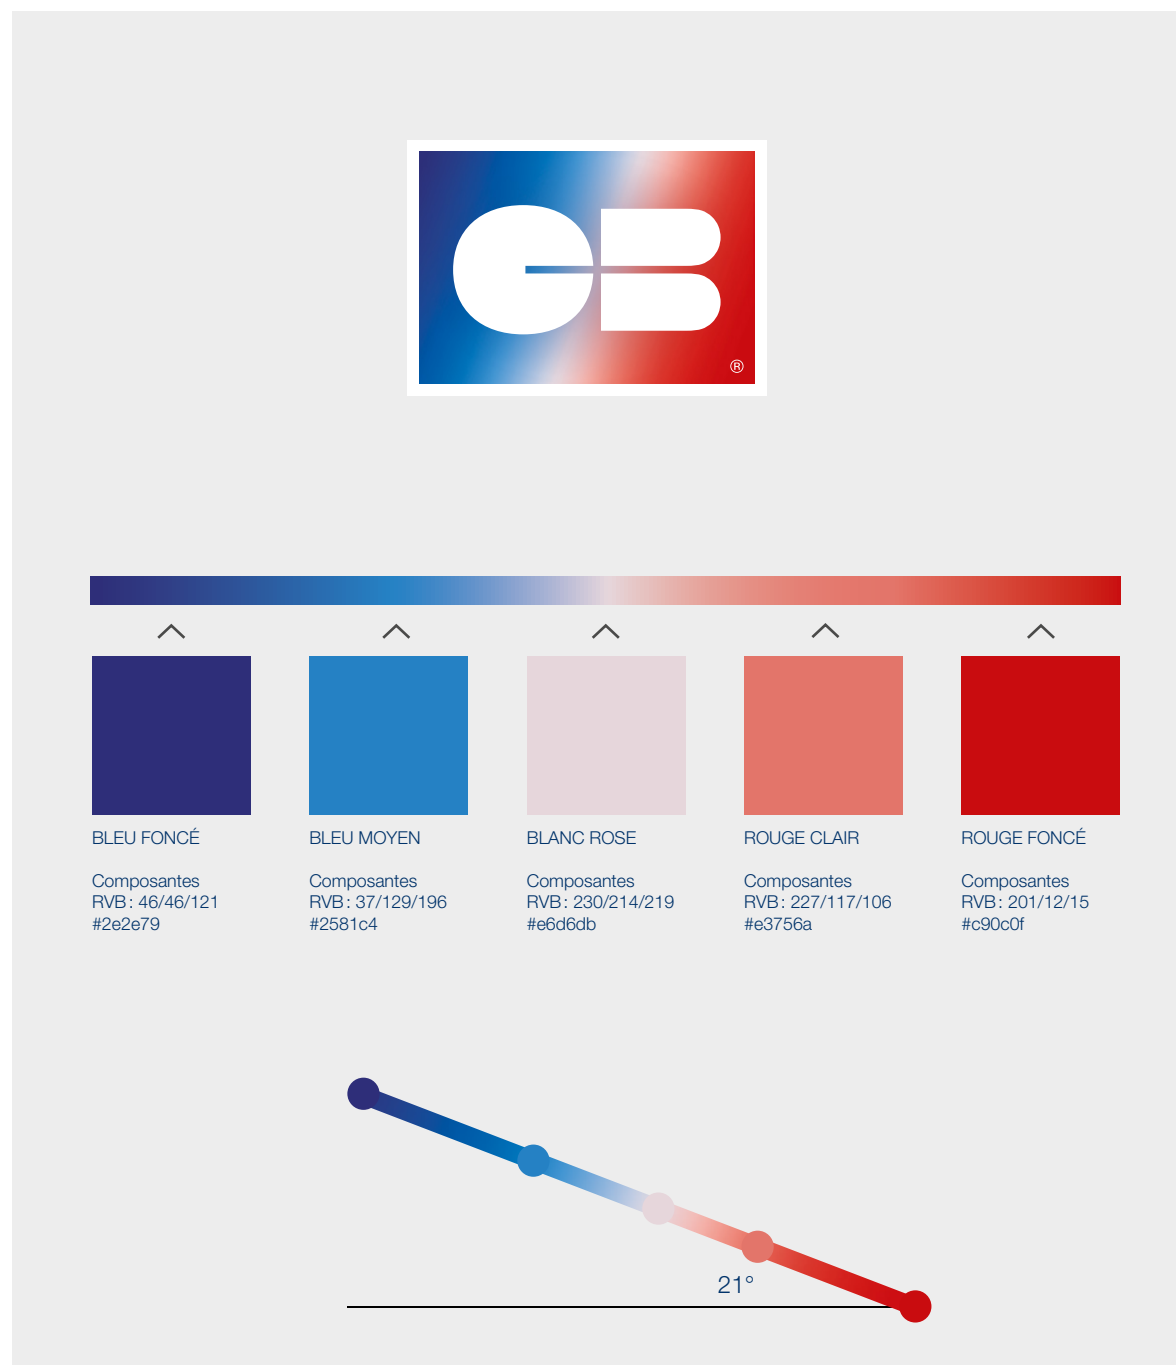 CB
®
BLEU FONCÉ
Composantes
RVB : 46/46/121
#2e2e79
BLEU MOYEN
Composantes
RVB : 37/129/196
#2581c4
BLANC ROSE
Composantes
RVB : 230/214/219
#e6d6db
ROUGE CLAIR
Composantes
RVB : 227/117/106
#e3756a
ROUGE FONCÉ
Composantes
RVB : 201/12/15
#c90c0f
21°